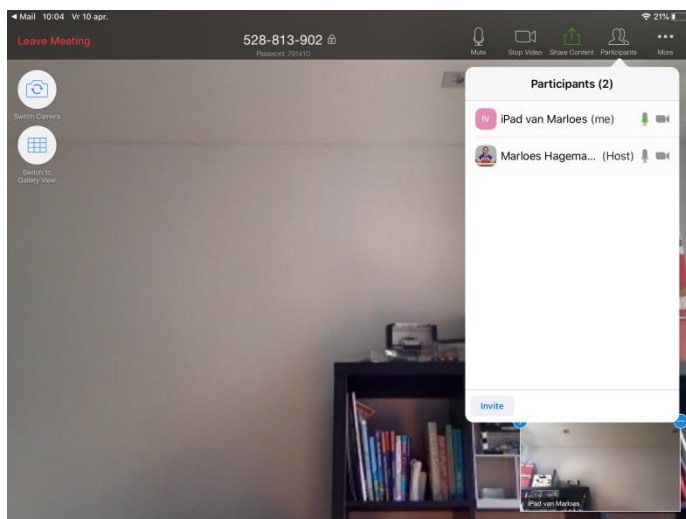 Mail 10:04 Vr 10 apr.
21%
Leave Meeting
528-813-902
Password: 791410
Mute
Stop Video
Share Content
Participants
More
Switch Camera
Switch to
Gallery View
Participants (2)
IV iPad van Marloes (me)
Marloes Hagema... (Host)
Invite
iPad van Marloes